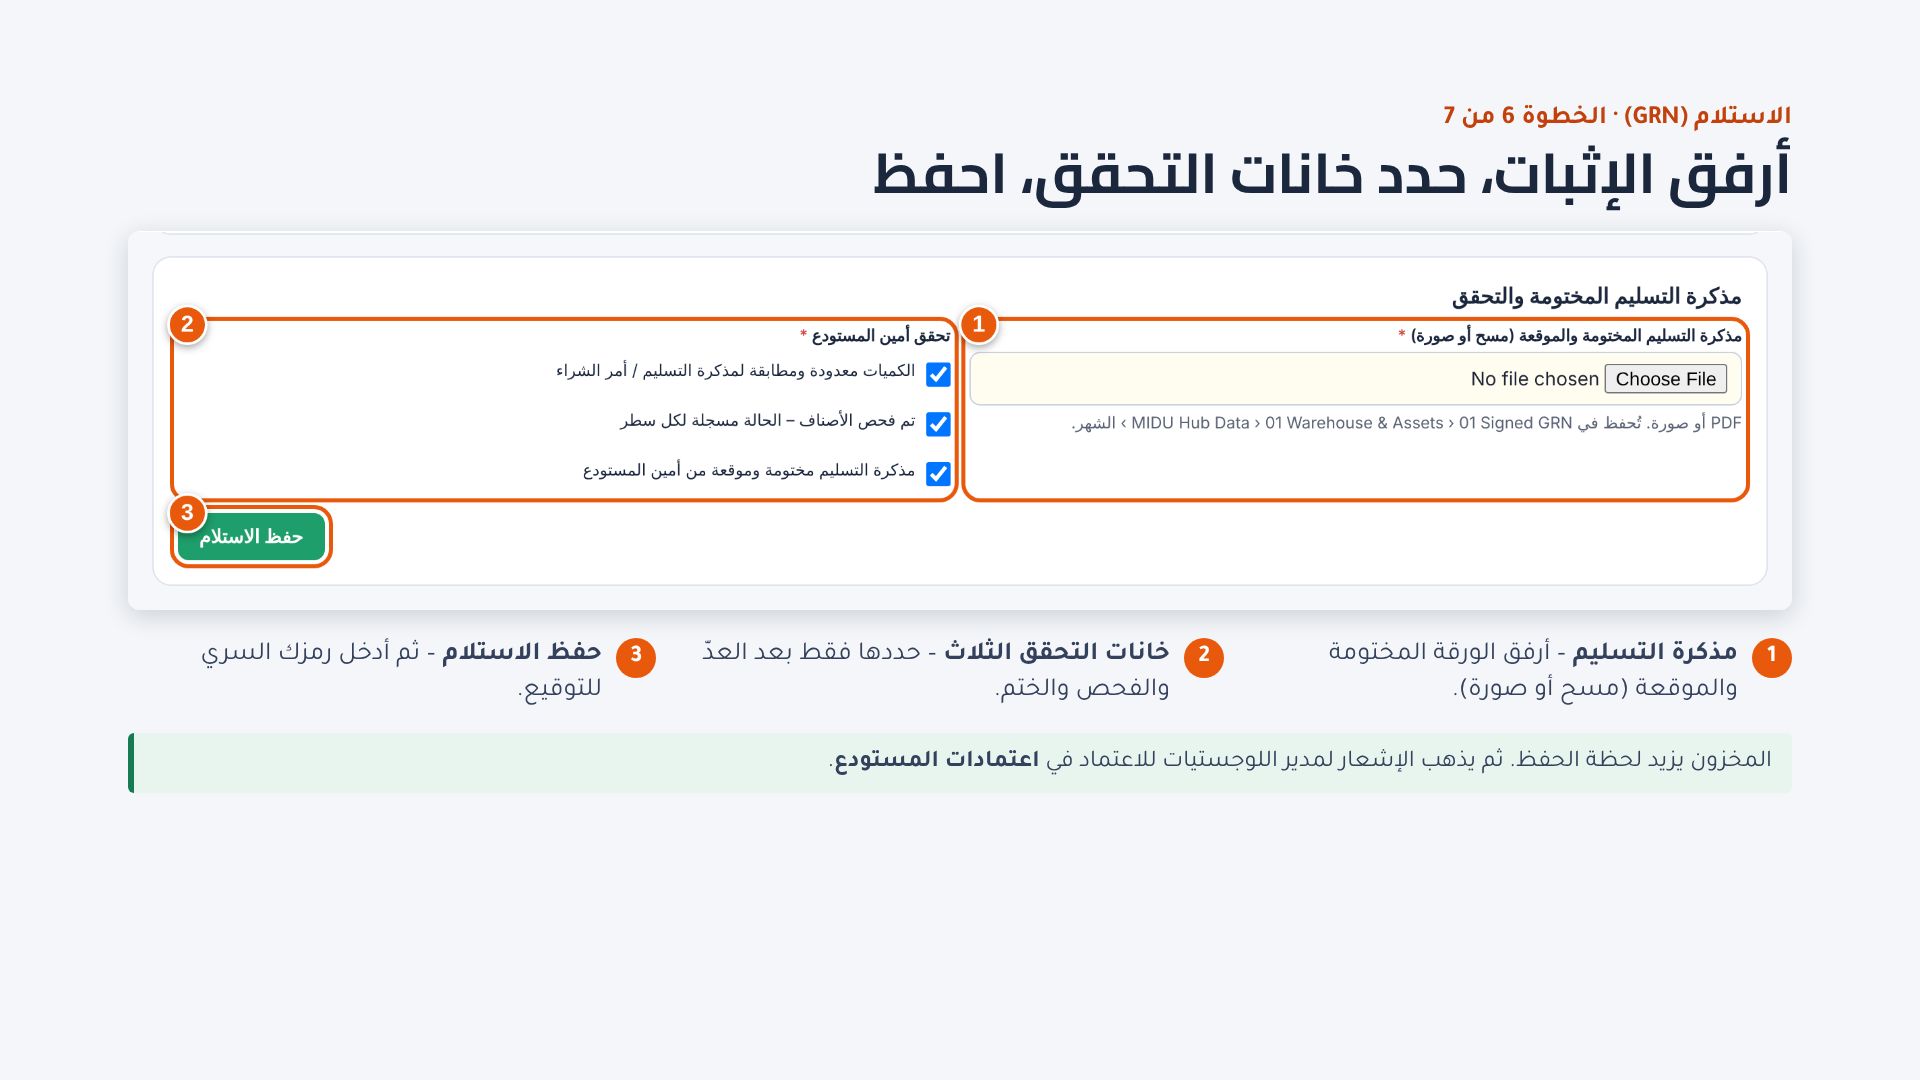 الاستلام (GRN) · الخطوة 6 من 7
أرفق الإثبات، حدد خانات التحقق، احفظ
مذكرة التسليم المختومة والتحقق
1
مذكرة التسليم المختومة والموقعة (مسح أو صورة) *
Choose File No file chosen
PDF أو صورة. تُحفظ في MIDU Hub Data › 01 Warehouse & Assets › 01 Signed GRN › الشهر.
2
تحقق أمين المستودع *
الكميات معدودة ومطابقة لمذكرة التسليم / أمر الشراء
تم فحص الأصناف – الحالة مسجلة لكل سطر
مذكرة التسليم مختومة وموقعة من أمين المستودع
3
حفظ الاستلام
1
مذكرة التسليم – أرفق الورقة المختومة
والموقعة (مسح أو صورة).
2
خانات التحقق الثلاث – حددها فقط بعد العدّ
والفحص والختم.
3
حفظ الاستلام – ثم أدخل رمزك السري
للتوقيع.
المخزون يزيد لحظة الحفظ. ثم يذهب الإشعار لمدير اللوجستيات للاعتماد في اعتمادات المستودع.